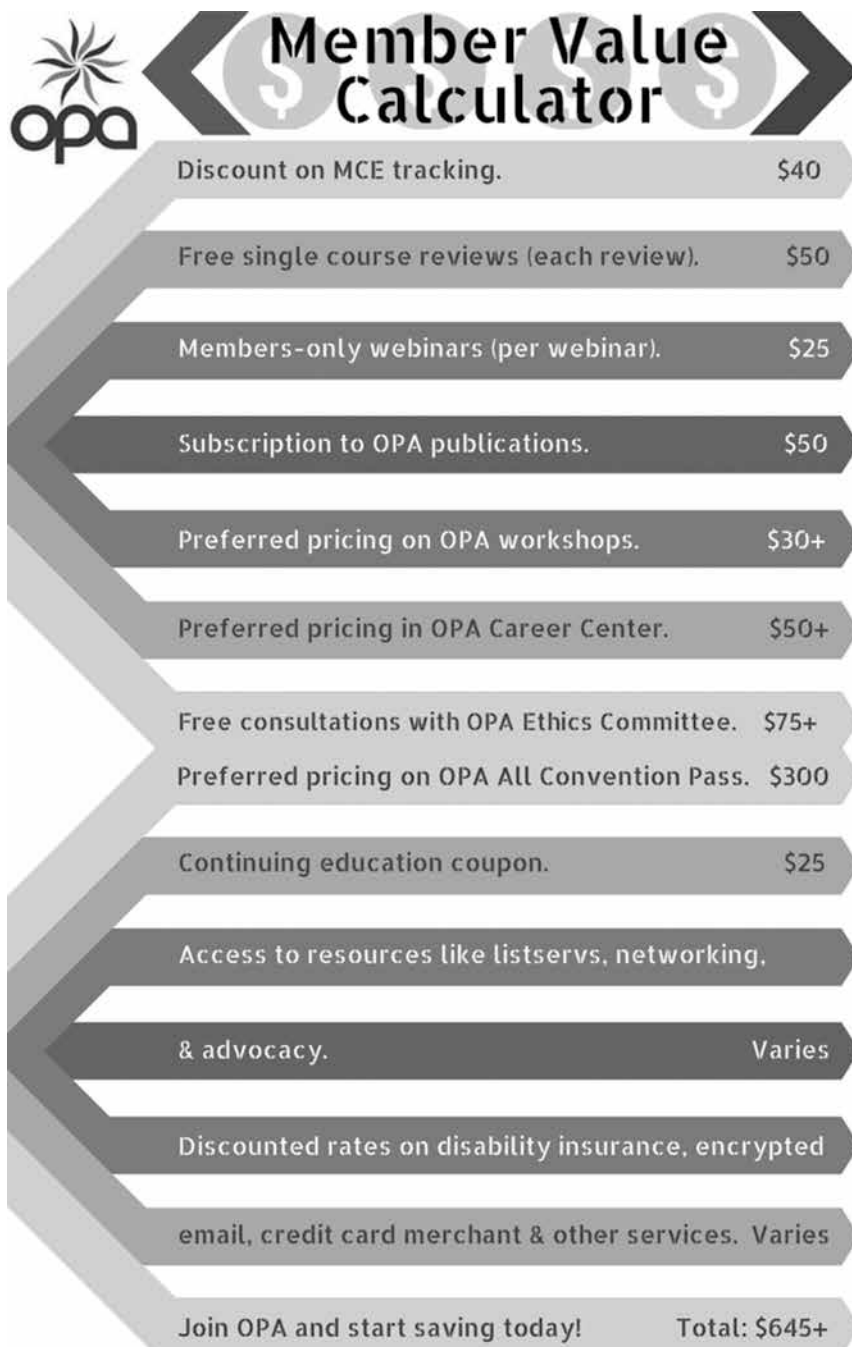 opa
Member Value
Calculator
Discount on MCE tracking. $40
Free single course reviews (each review). $50
Members-only webinars (per webinar). $25
Subscription to OPA publications. $50
Preferred pricing on OPA workshops. $30+
Preferred pricing in OPA Career Center. $50+
Free consultations with OPA Ethics Committee. $75+
Preferred pricing on OPA All Convention Pass. $300
Continuing education coupon. $25
Access to resources like listservs, networking,
& advocacy. Varies
Discounted rates on disability insurance, encrypted
email, credit card merchant & other services. Varies
Join OPA and start saving today! Total: $645+